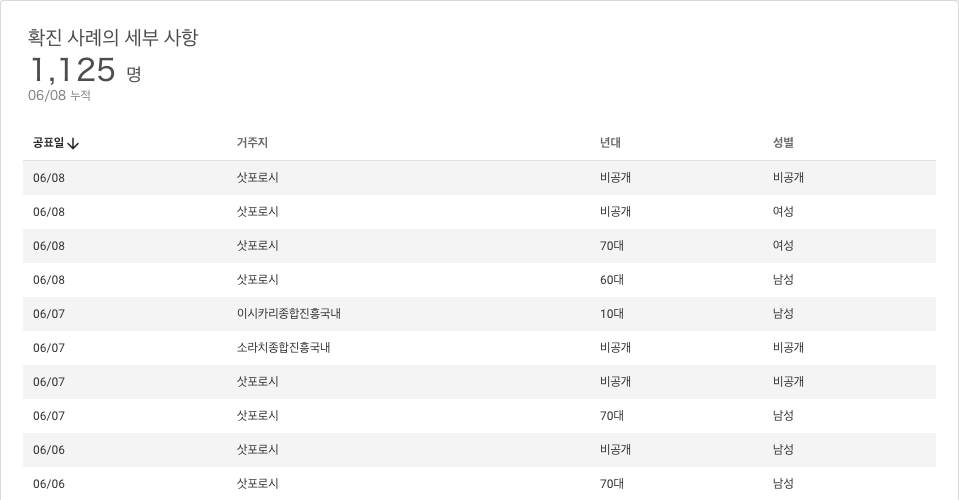 확진 사례의 세부 사항
1,125 명
06/08 누적
공표일↓ 거주지 년대 성별
06/08 삿포로시 비공개 비공개
06/08 삿포로시 비공개 여성
06/08 삿포로시 70대 여성
06/08 삿포로시 60대 남성
06/07 이시카리종합진흥국내 10대 남성
06/07 소라치종합진흥국내 비공개 비공개
06/07 삿포로시 비공개 비공개
06/07 삿포로시 70대 남성
06/06 삿포로시 비공개 남성
06/06 삿포로시 70대 남성